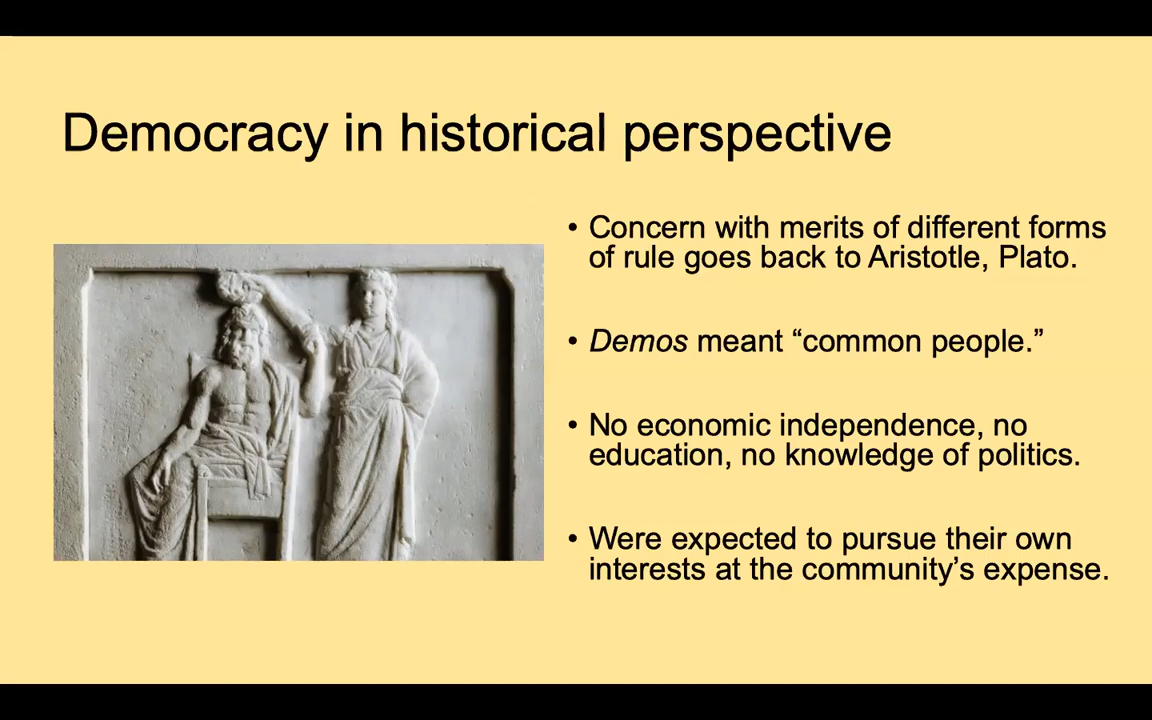 Democracy in historical perspective
• Concern with merits of different forms
of rule goes back to Aristotle, Plato.
• Demos meant “common people.”
• No economic independence, no
education, no knowledge of politics.
• Were expected to pursue their own
interests at the community’s expense.